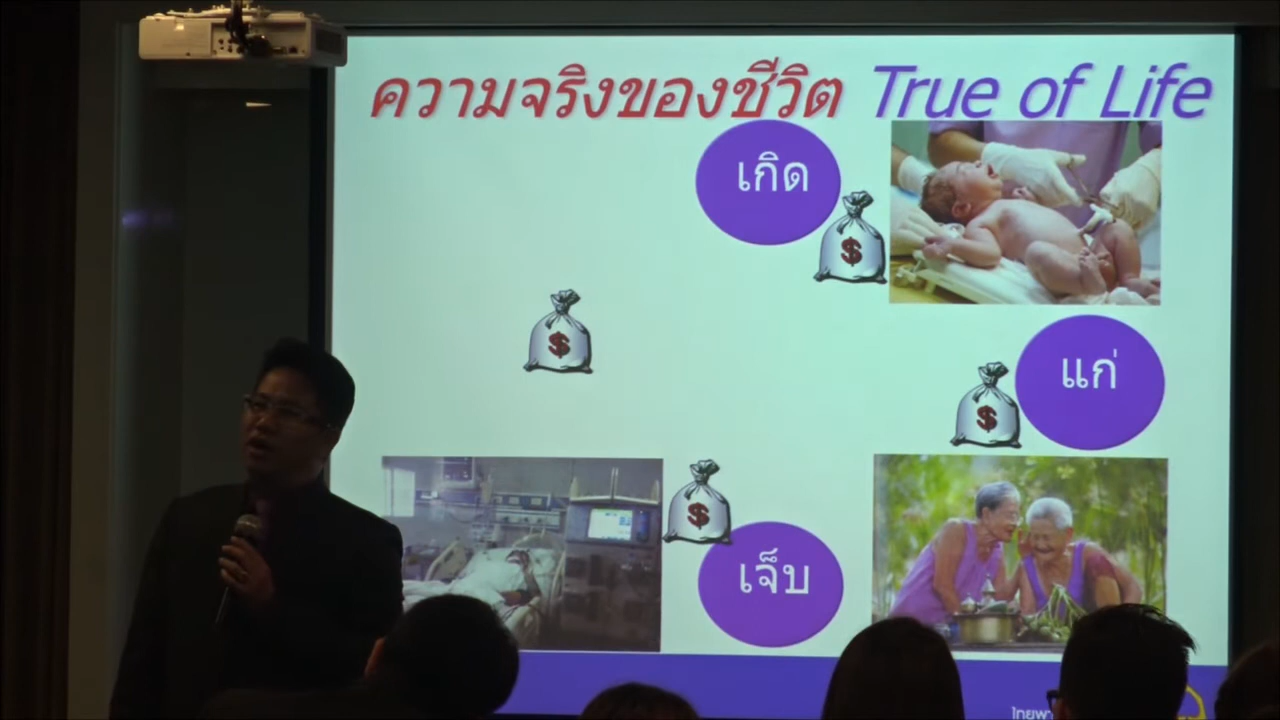 ความจริงของชีวิต True of Life
เกิด
$
$
แก่
$
$
เจ็บ